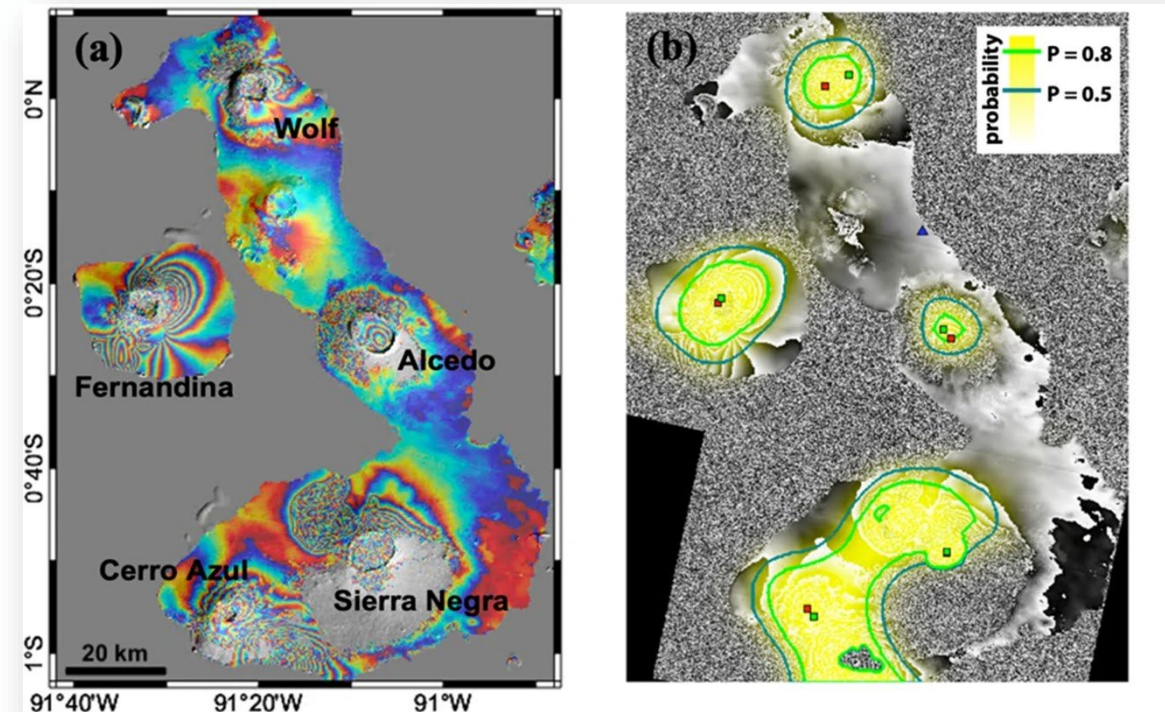 (a)
Wolf
Fernandina
Alcedo
Cerro Azul
Sierra Negra
20 km
0°N
0°20'S
0°40'S
1°S
91°40'W
91°20'W
91°W
(b)
probability
P = 0.8
P = 0.5